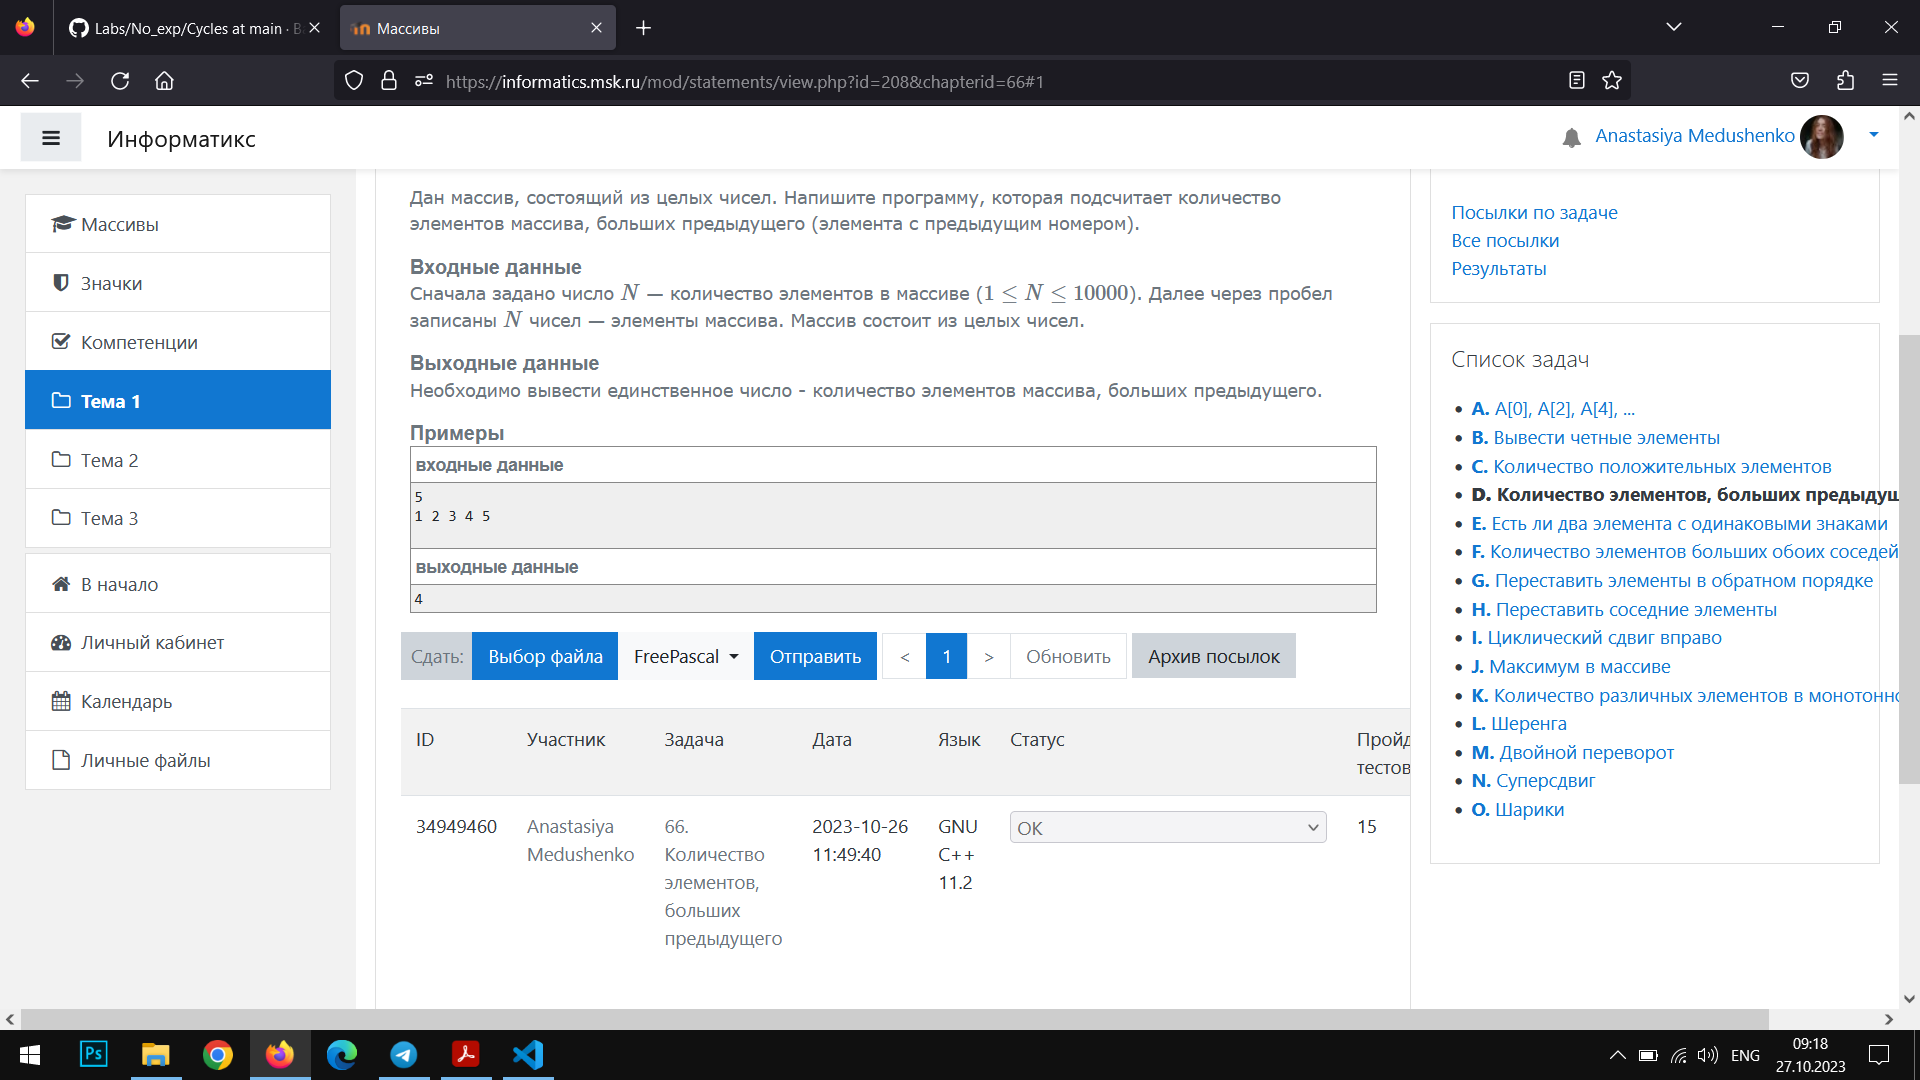 Labs/No_exp/Cycles at main · B
Массивы
https://informatics.msk.ru/mod/statements/view.php?id=208&chapterid=66#1
Информатикс
Anastasiya Medushenko
Массивы
Значки
Компетенции
Тема 1
Тема 2
Тема 3
В начало
Личный кабинет
Календарь
Личные файлы
Дан массив, состоящий из целых чисел. Напишите программу, которая подсчитает количество
элементов массива, больших предыдущего (элемента с предыдущим номером).
Входные данные
Сначала задано число N — количество элементов в массиве (1 ≤ N ≤ 10000). Далее через пробел
записаны N чисел — элементы массива. Массив состоит из целых чисел.
Выходные данные
Необходимо вывести единственное число - количество элементов массива, больших предыдущего.
Примеры
входные данные
5
1 2 3 4 5
выходные данные
4
Сдать: Выбор файла FreePascal Отправить < 1 > Обновить Архив посылок
ID Участник Задача Дата Язык Статус Пройд
тестов
34949460 Anastasiya 66. 2023-10-26 GNU OK 15
Medushenko Количество 11:49:40 C++
элементов, 11.2
больших
предыдущего
Посылки по задаче
Все посылки
Результаты
Список задач
A. A[0], A[2], A[4], ...
B. Вывести четные элементы
C. Количество положительных элементов
D. Количество элементов, больших предыдущ
E. Есть ли два элемента с одинаковыми знаками
F. Количество элементов больших обоих соседей
G. Переставить элементы в обратном порядке
H. Переставить соседние элементы
I. Циклический сдвиг вправо
J. Максимум в массиве
K. Количество различных элементов в монотонно
L. Шеренга
M. Двойной переворот
N. Суперсдвиг
O. Шарики
Ps
ENG
09:18
27.10.2023